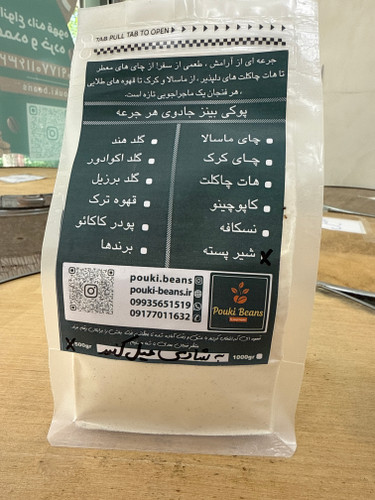 TAB PULL TAB TO OPEN
جرعه ای از آرامش ، طعمی از سفر! از چای های معطر
تا هات چاکلت های دلپذیر، از ماسالا و کرک تا قهوه های طلایی
، هر فنجان یک ماجراجویی تازه است.
پوکی بینز جادوی هر جرعه
چای ماسالا
چای کرک
هات چاکلت
کاپوچینو
نسکافه
شیر پسته
گلد هند
گلد اکوادور
گلد برزیل
قهوه ترک
پودر کاکائو
برندها
pouki.beans
pouki-beans.ir
09935651519
09177011632
Pouki Beans
500gr
1000gr